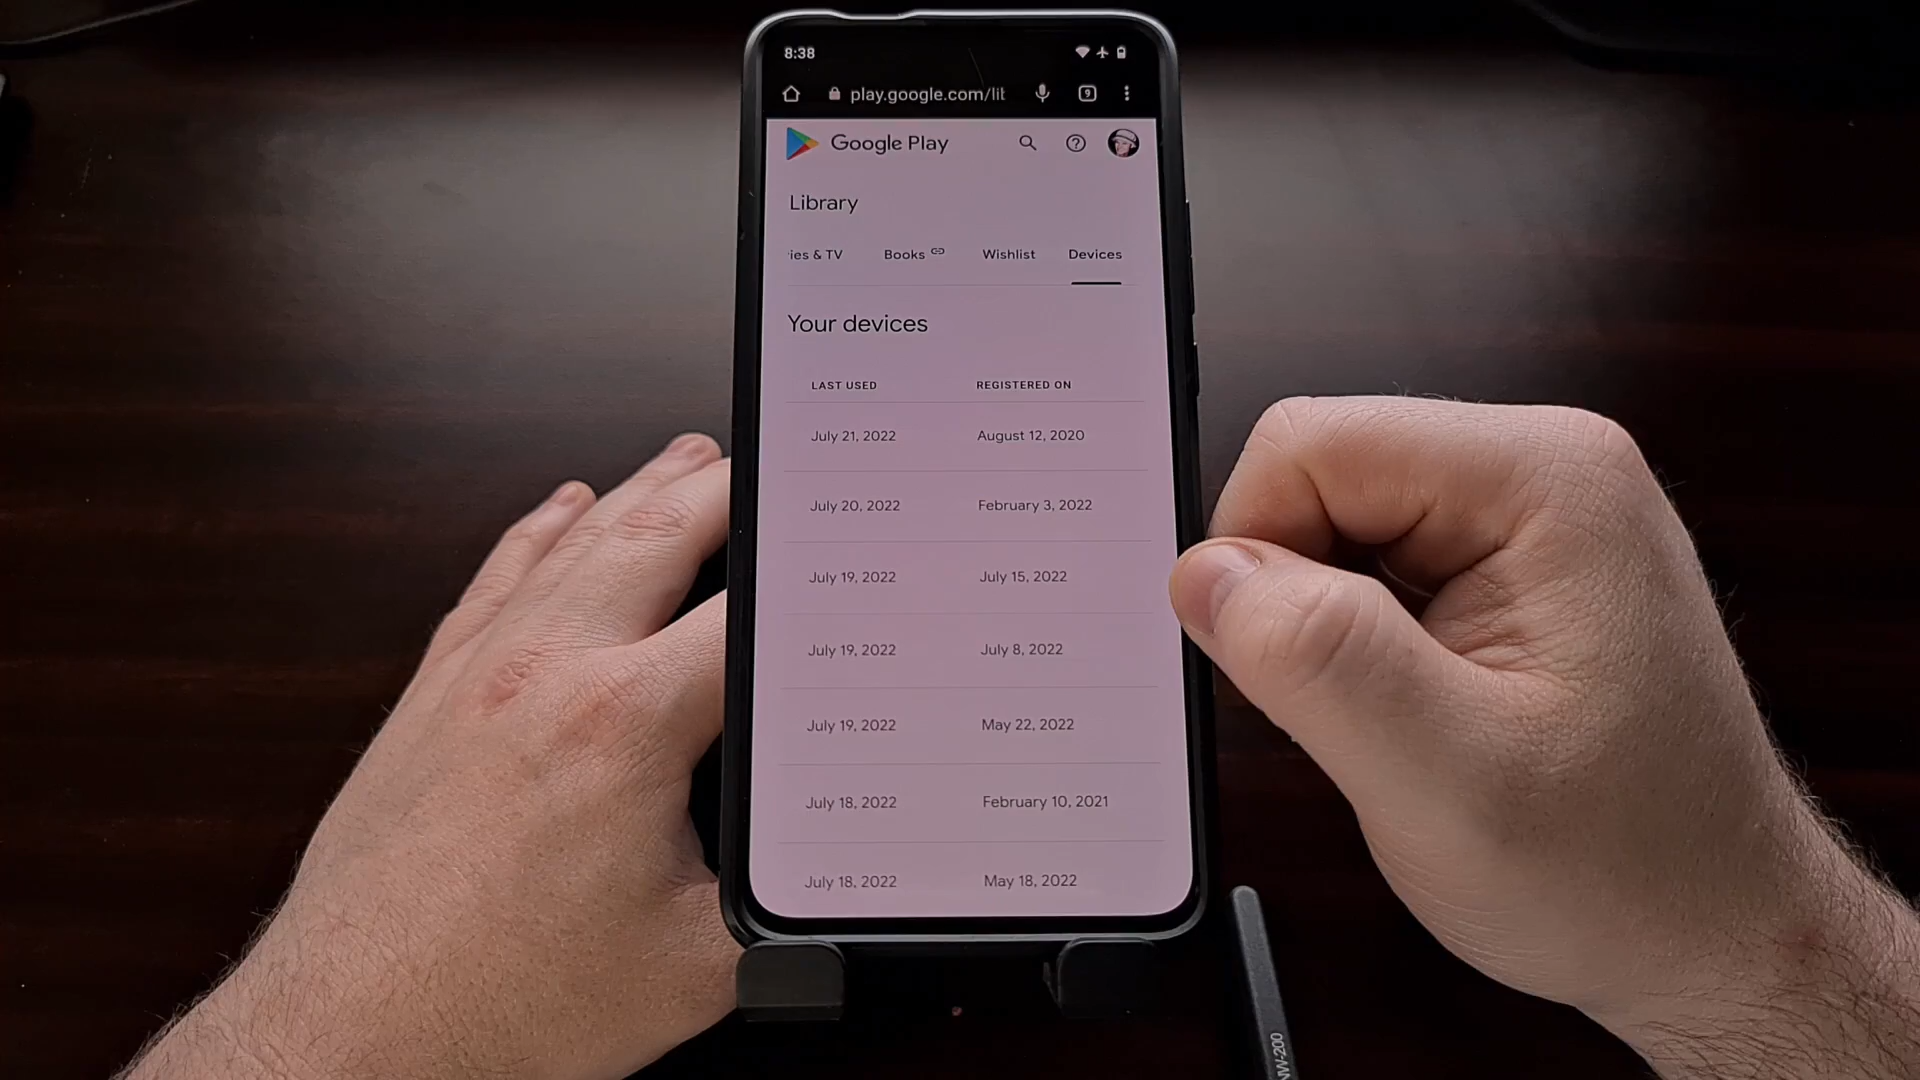 8:38
play.google.com/lit
9
Google Play
Library
ies & TV Books Wishlist Devices
Your devices
LAST USED REGISTERED ON
July 21, 2022 August 12, 2020
July 20, 2022 February 3, 2022
July 19, 2022 July 15, 2022
July 19, 2022 July 8, 2022
July 19, 2022 May 22, 2022
July 18, 2022 February 10, 2021
July 18, 2022 May 18, 2022
NW-200